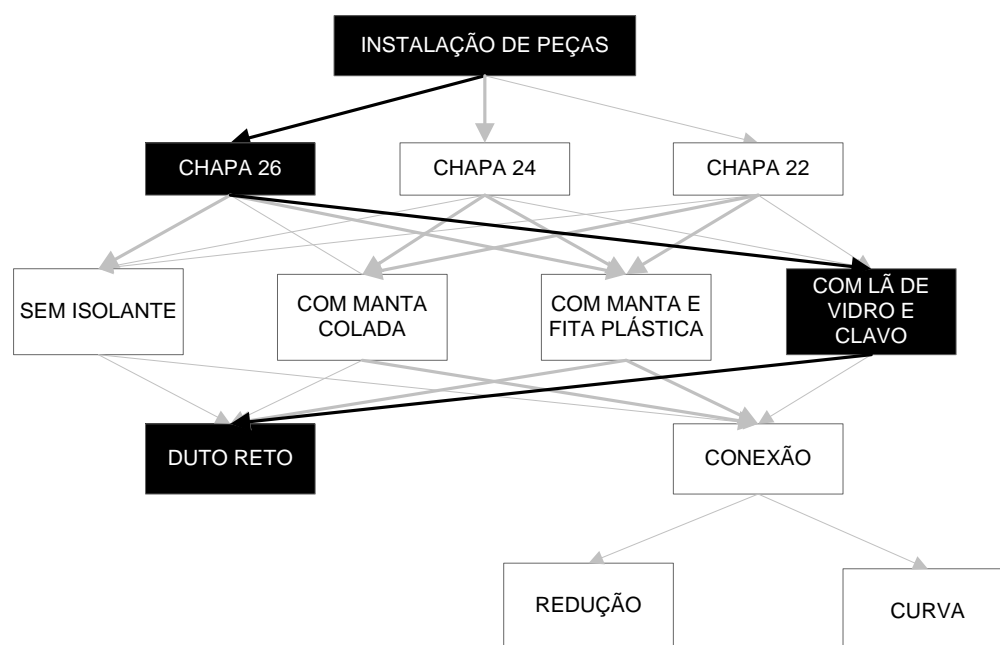 INSTALAÇÃO DE PEÇAS
CHAPA 26
CHAPA 24
CHAPA 22
SEM ISOLANTE
COM MANTA
COLADA
COM MANTA E
FITA PLÁSTICA
COM LÃ DE
VIDRO E
CLAVO
DUTO RETO
CONEXÃO
REDUÇÃO
CURVA